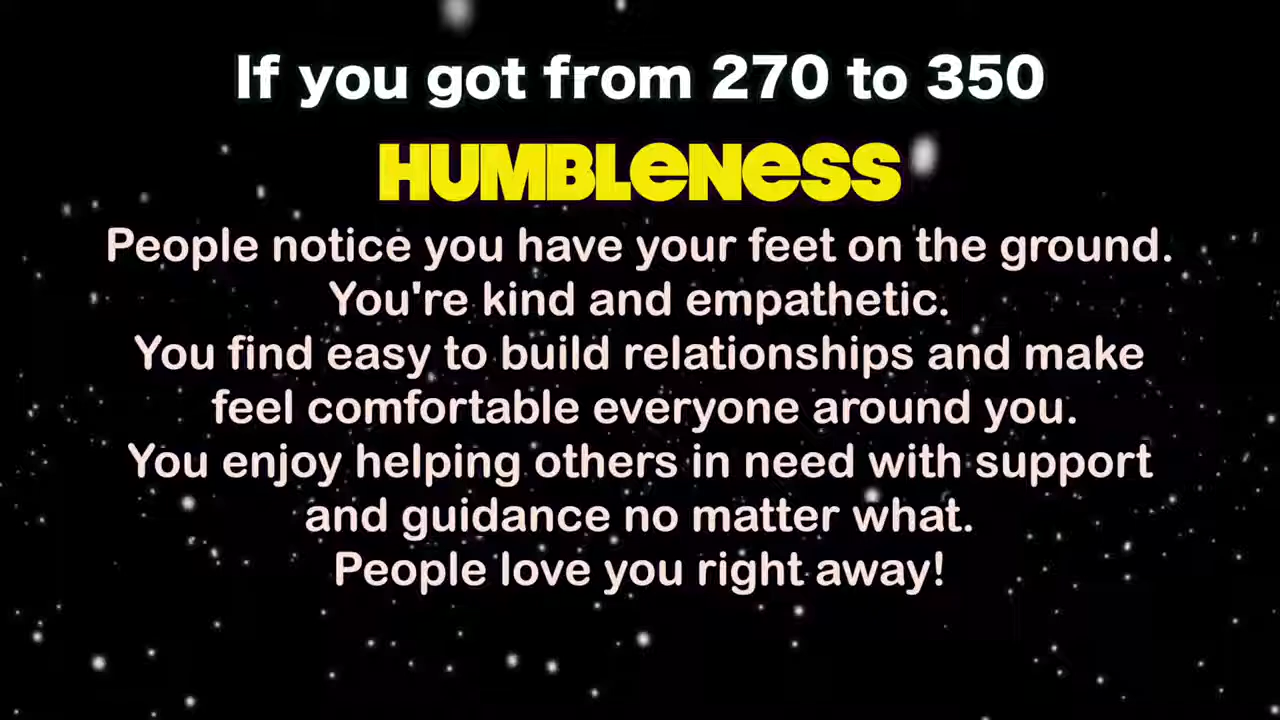 If you got from 270 to 350
HUMBLeNeSS
People notice you have your feet on the ground.
You're kind and empathetic.
You find easy to build relationships and make
feel comfortable everyone around you.
You enjoy helping others in need with support
and guidance no matter what.
People love you right away!